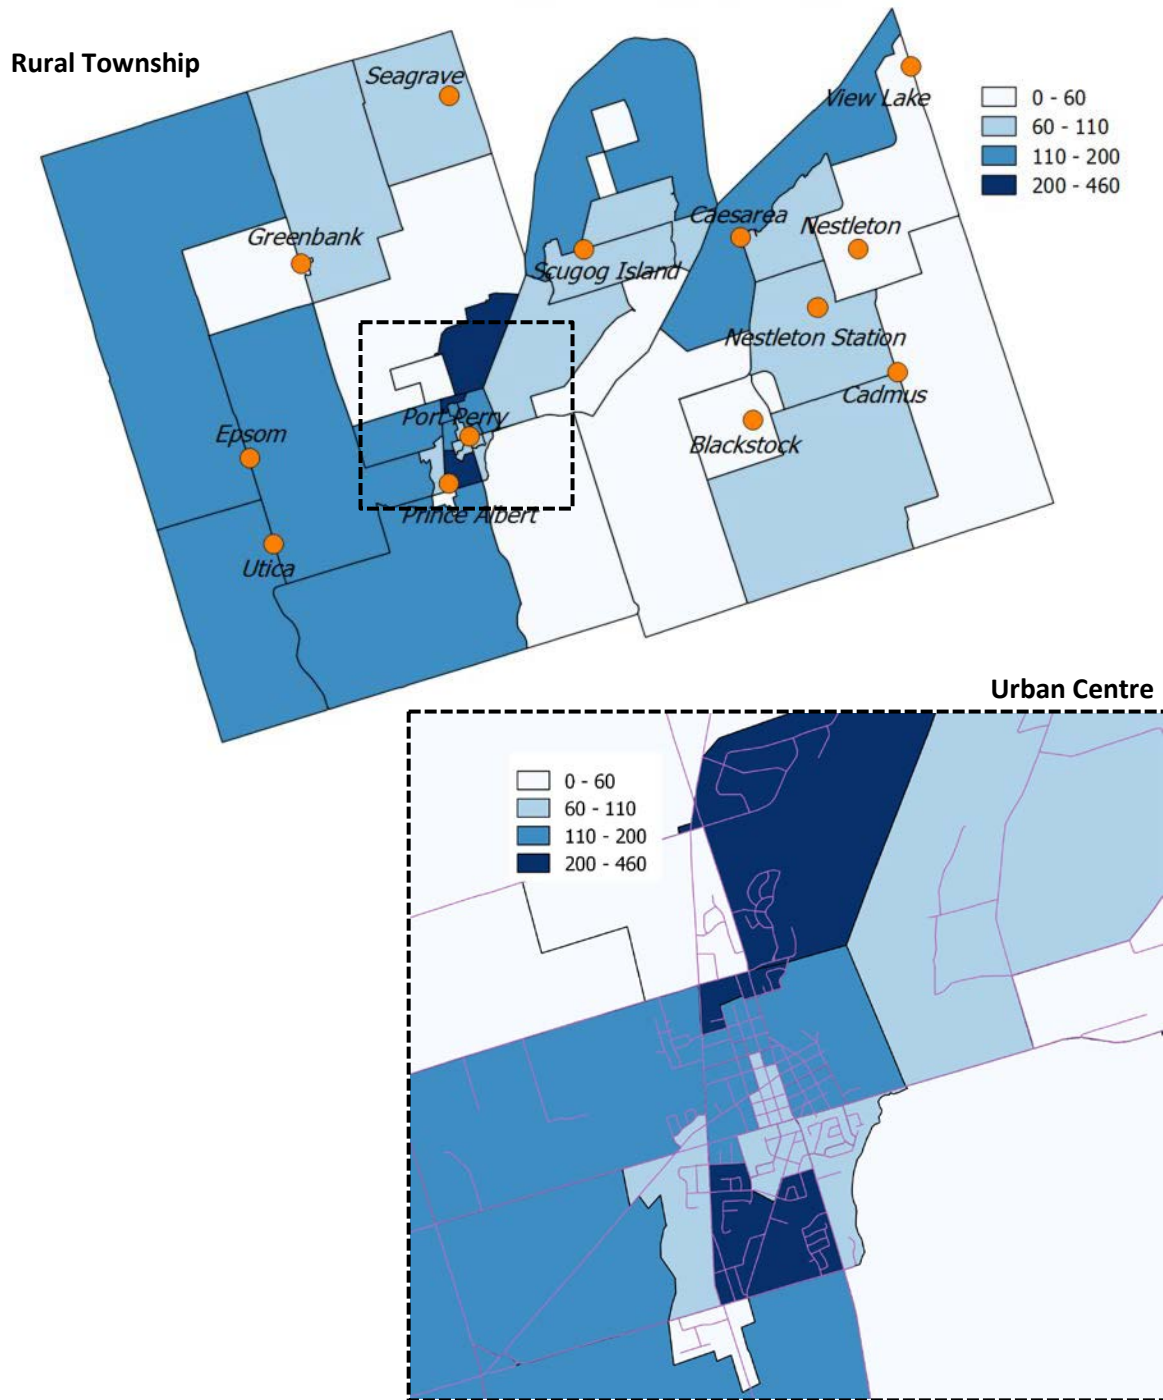 Rural Township
Seagrave
View Lake
0 - 60
60 - 110
110 - 200
200 - 460
Greenbank
Caesarea
Nestleton
Scugog Island
Nestleton Station
Cadmus
Port Perry
Epsom
Blackstock
Prince Albert
Utica
Urban Centre
0 - 60
60 - 110
110 - 200
200 - 460